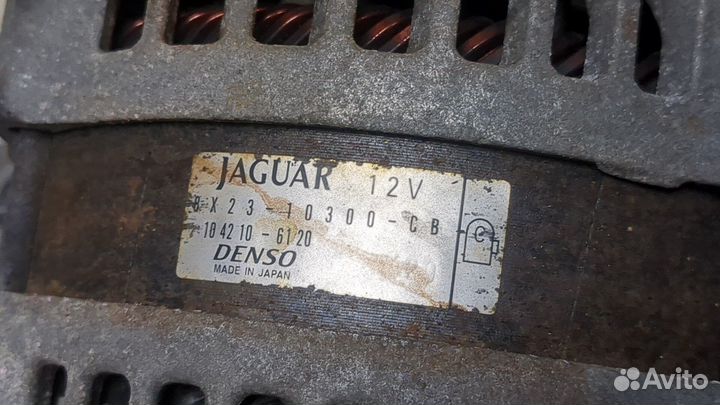 JAGUAR 12V
8X23-10300-CB
104210-6120
DENSO
MADE IN JAPAN
C
Avito